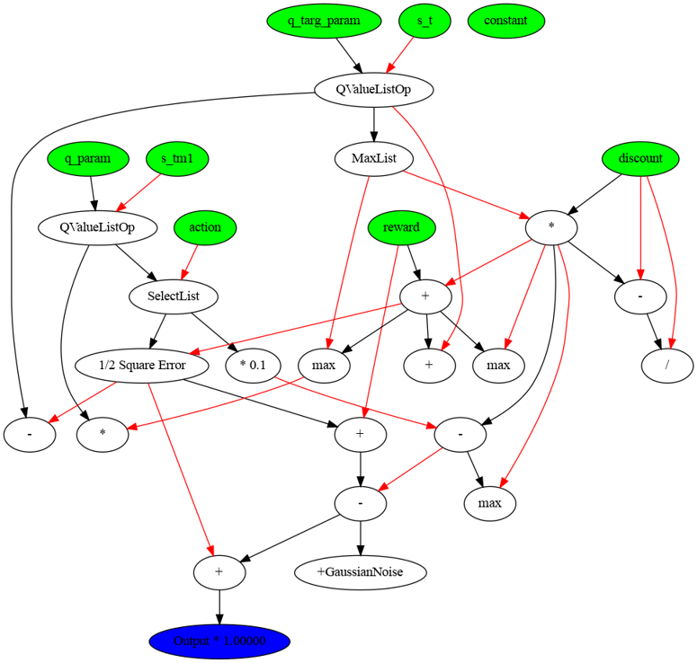 q_targ_param s_t constant
QValueListOp
q_param s_tm1 MaxList discount
QValueListOp action reward *
SelectList + -
1/2 Square Error * 0.1 max + max /
- * + -
- max
+ +GaussianNoise
Output * 1.00000